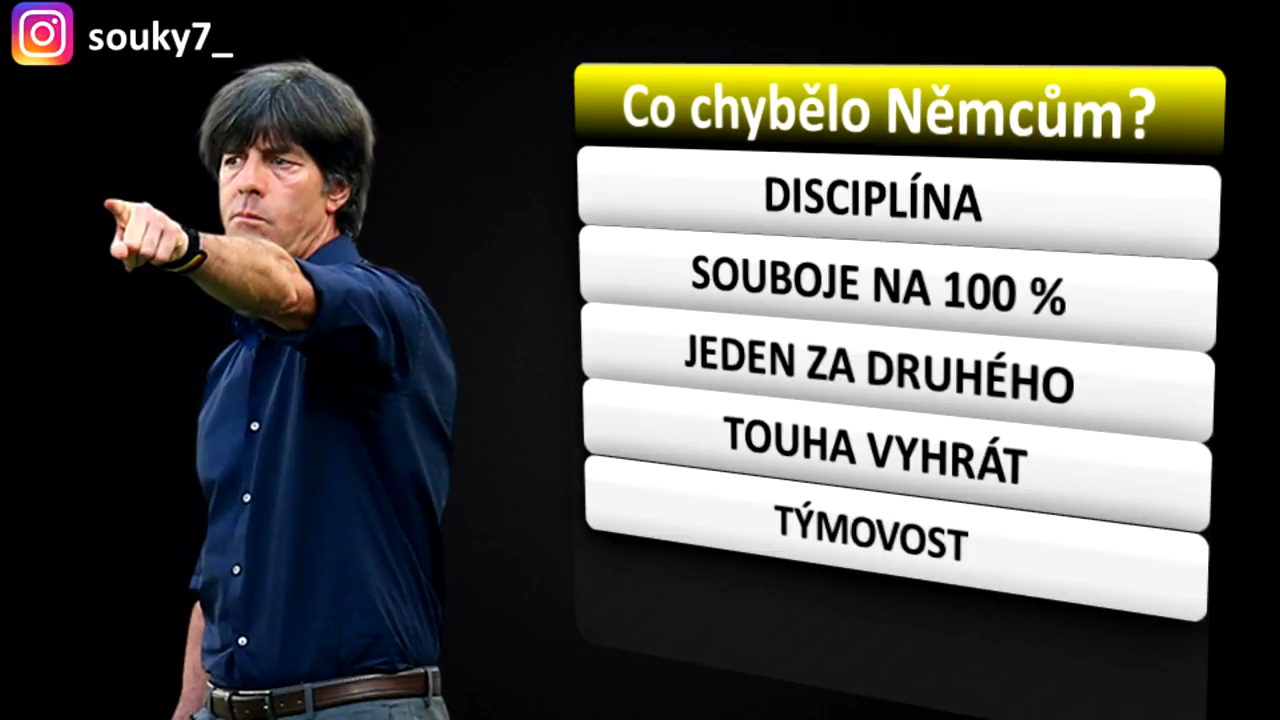 souky7_
Co chybělo Němcům?
DISCIPLÍNA
SOUBOJE NA 100 %
JEDEN ZA DRUHÉHO
TOUHA VYHRÁT
TÝMOVOST